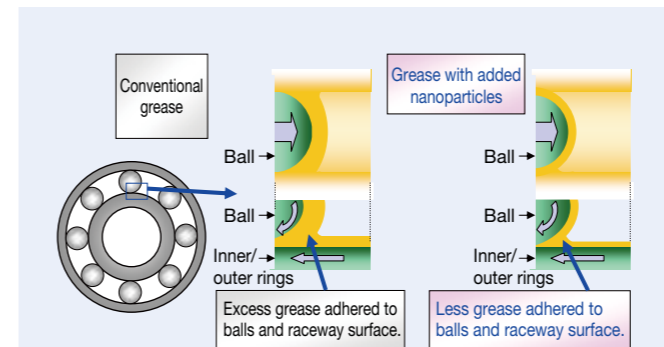 Conventional
grease
Ball
Ball
Inner/
outer rings
Excess grease adhered to
balls and raceway surface.
Grease with added
nanoparticles
Ball
Ball
Inner/
outer rings
Less grease adhered to
balls and raceway surface.